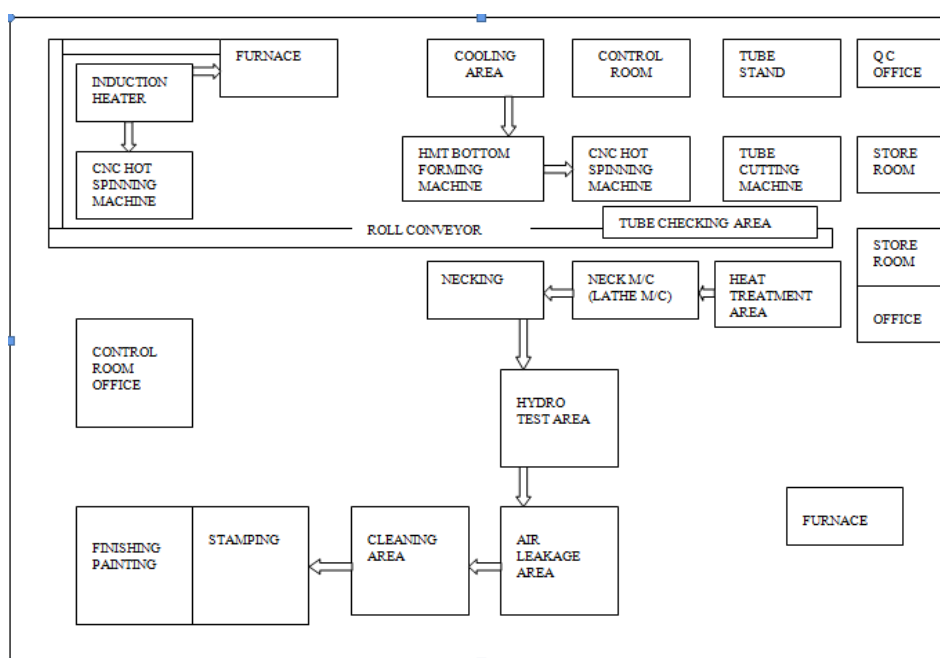 FURNACE
COOLING
AREA
CONTROL
ROOM
TUBE
STAND
QC
OFFICE
INDUCTION
HEATER
CNC HOT
SPINNING
MACHINE
HMT BOTTOM
FORMING
MACHINE
CNC HOT
SPINNING
MACHINE
TUBE
CUTTING
MACHINE
STORE
ROOM
TUBE CHECKING AREA
ROLL CONVEYOR
STORE
ROOM
OFFICE
NECKING
NECK M/C
(LATHE M/C)
HEAT
TREATMENT
AREA
CONTROL
ROOM
OFFICE
HYDRO
TEST AREA
FURNACE
FINISHING
PAINTING
STAMPING
CLEANING
AREA
AIR
LEAKAGE
AREA